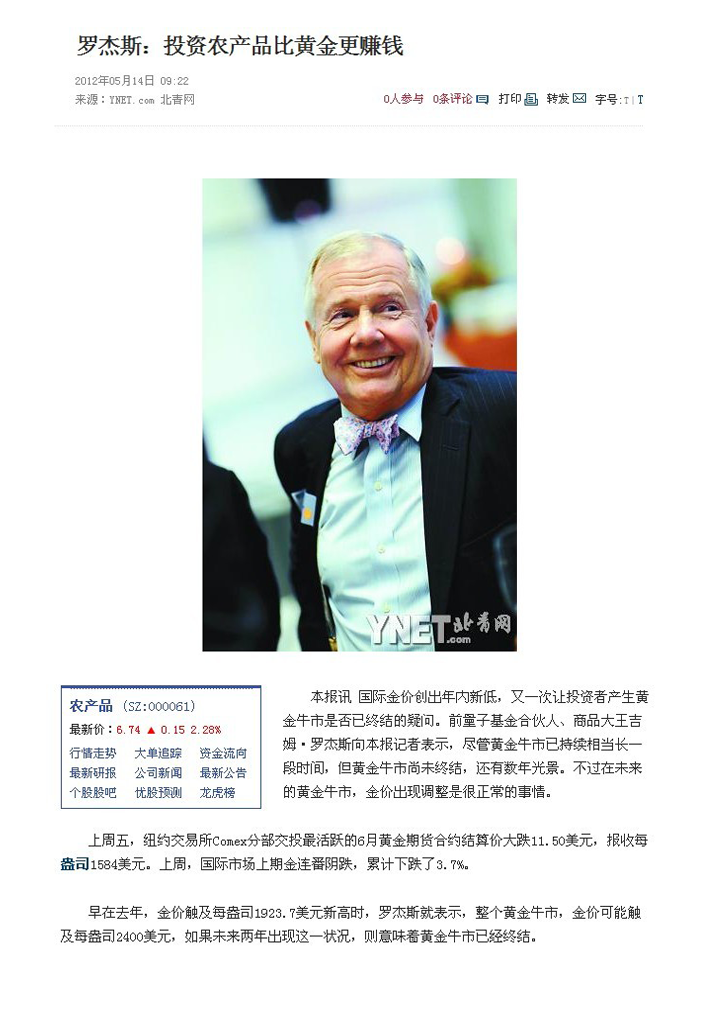 罗杰斯：投资农产品比黄金更赚钱
2012年05月14日 09:22
来源：YNET.com 北青网
0人参与 0条评论 打印 转发 字号:T|T
YNET.com 北青网
农产品 (SZ:000061)
最新价：6.74 ▲ 0.15 2.28%
行情走势 大单追踪 资金流向
最新研报 公司新闻 最新公告
个股股吧 优股预测 龙虎榜
本报讯 国际金价创出年内新低，又一次让投资者产生黄
金牛市是否已终结的疑问。前量子基金合伙人、商品大王吉
姆·罗杰斯向本报记者表示，尽管黄金牛市已持续相当长一
段时间，但黄金牛市尚未终结，还有数年光景。不过在未来
的黄金牛市，金价出现调整是很正常的事情。
上周五，纽约交易所Comex分部交投最活跃的6月黄金期货合约结算价大跌11.50美元，报收每
盎司1584美元。上周，国际市场上期金连番阴跌，累计下跌了3.7%。
早在去年，金价触及每盎司1923.7美元新高时，罗杰斯就表示，整个黄金牛市，金价可能触
及每盎司2400美元，如果未来两年出现这一状况，则意味着黄金牛市已经终结。